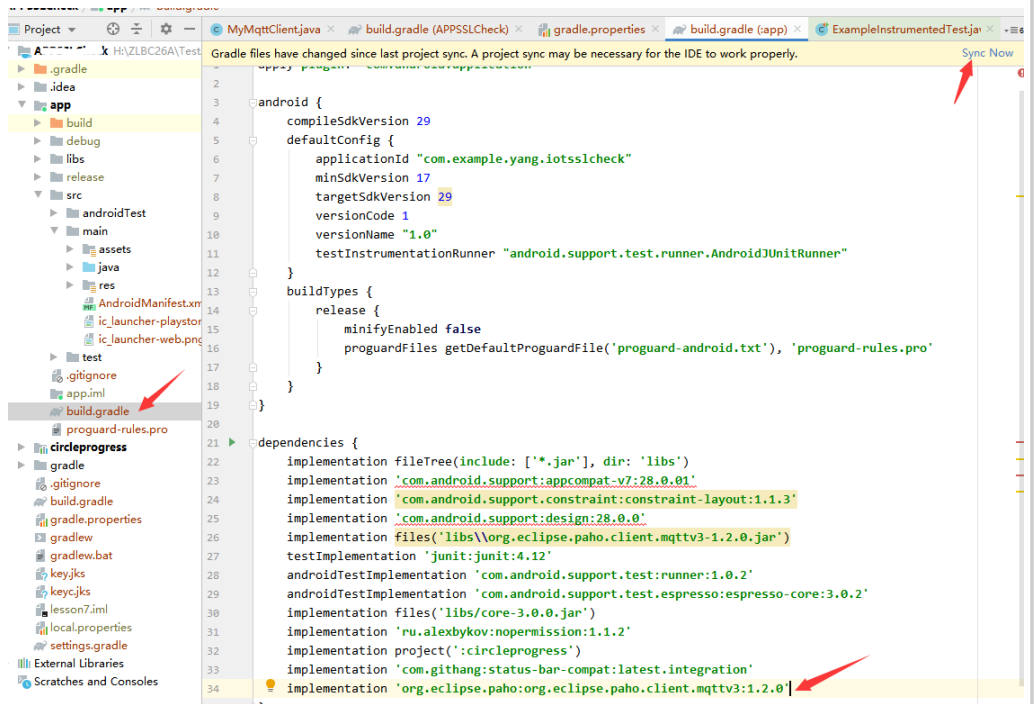 Project
MyMqttClient.java
build.gradle (APPSSLCheck)
gradle.properties
build.gradle (:app)
ExampleInstrumentedTest.jav
H:\ZLBC26A\Test
Gradle files have changed since last project sync. A project sync may be necessary for the IDE to work properly.
Sync Now
.gradle
.idea
app
build
debug
libs
release
src
androidTest
main
assets
java
res
AndroidManifest.xm
ic_launcher-playstor
ic_launcher-web.png
test
.gitignore
app.iml
build.gradle
proguard-rules.pro
circleprogress
gradle
.gitignore
build.gradle
gradle.properties
gradlew
gradlew.bat
key.jks
keyc.jks
lesson7.iml
local.properties
settings.gradle
External Libraries
Scratches and Consoles
2
3 android {
4 compileSdkVersion 29
5 defaultConfig {
6 applicationId "com.example.yang.iotsslcheck"
7 minSdkVersion 17
8 targetSdkVersion 29
9 versionCode 1
10 versionName "1.0"
11 testInstrumentationRunner "android.support.test.runner.AndroidJUnitRunner"
12 }
13 buildTypes {
14 release {
15 minifyEnabled false
16 proguardFiles getDefaultProguardFile('proguard-android.txt'), 'proguard-rules.pro'
17 }
18 }
19 }
20
21 dependencies {
22 implementation fileTree(include: ['*.jar'], dir: 'libs')
23 implementation 'com.android.support:appcompat-v7:28.0.01'
24 implementation 'com.android.support.constraint:constraint-layout:1.1.3'
25 implementation 'com.android.support:design:28.0.0'
26 implementation files('libs\\org.eclipse.paho.client.mqttv3-1.2.0.jar')
27 testImplementation 'junit:junit:4.12'
28 androidTestImplementation 'com.android.support.test:runner:1.0.2'
29 androidTestImplementation 'com.android.support.test.espresso:espresso-core:3.0.2'
30 implementation files('libs/core-3.0.0.jar')
31 implementation 'ru.alexbykov:nopermission:1.1.2'
32 implementation project(':circleprogress')
33 implementation 'com.githang:status-bar-compat:latest.integration'
34 implementation 'org.eclipse.paho:org.eclipse.paho.client.mqttv3:1.2.0'